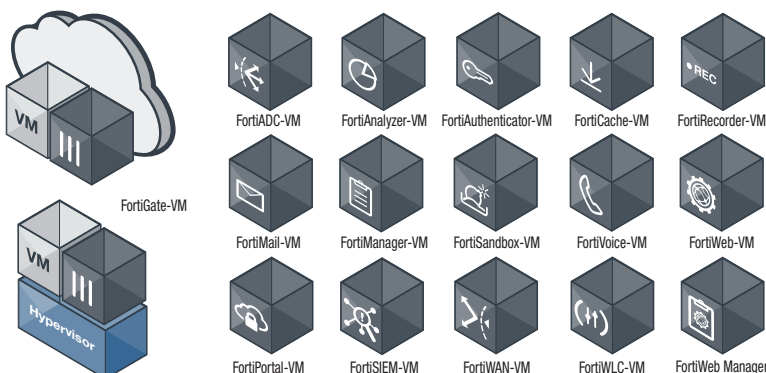 VM
FortiGate-VM
VM
Hypervisor
REC
FortiADC-VM FortiAnalyzer-VM FortiAuthenticator-VM FortiCache-VM FortiRecorder-VM
FortiMail-VM FortiManager-VM FortiSandbox-VM FortiVoice-VM FortiWeb-VM
FortiPortal-VM FortiSIEM-VM FortiWAN-VM FortiWLC-VM FortiWeb Manager